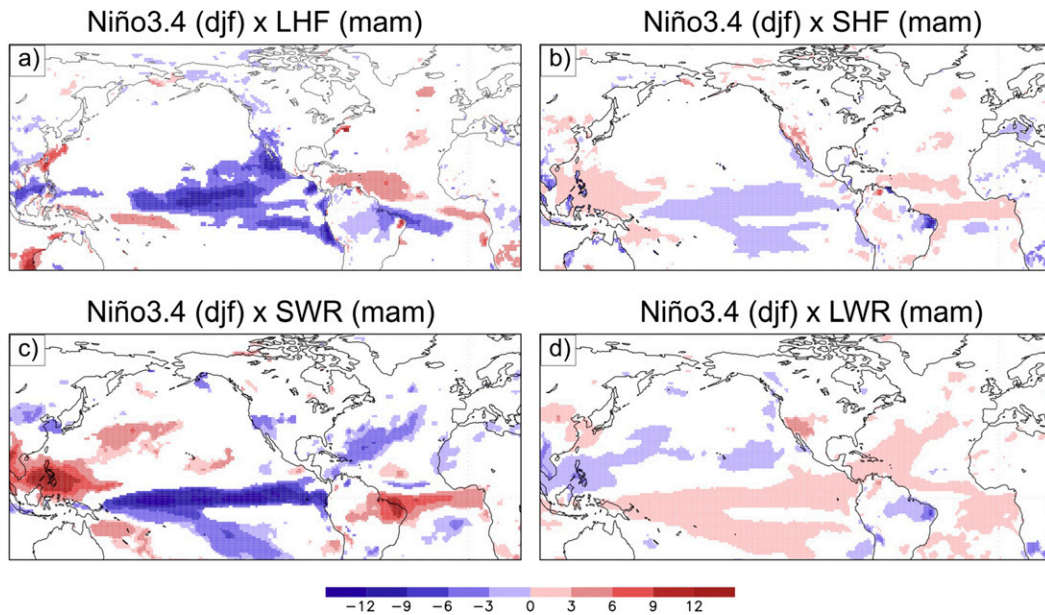 Niño3.4 (djf) x LHF (mam)
Niño3.4 (djf) x SHF (mam)
a)
b)
Niño3.4 (djf) x SWR (mam)
Niño3.4 (djf) x LWR (mam)
c)
d)
−12 −9 −6 −3 0 3 6 9 12